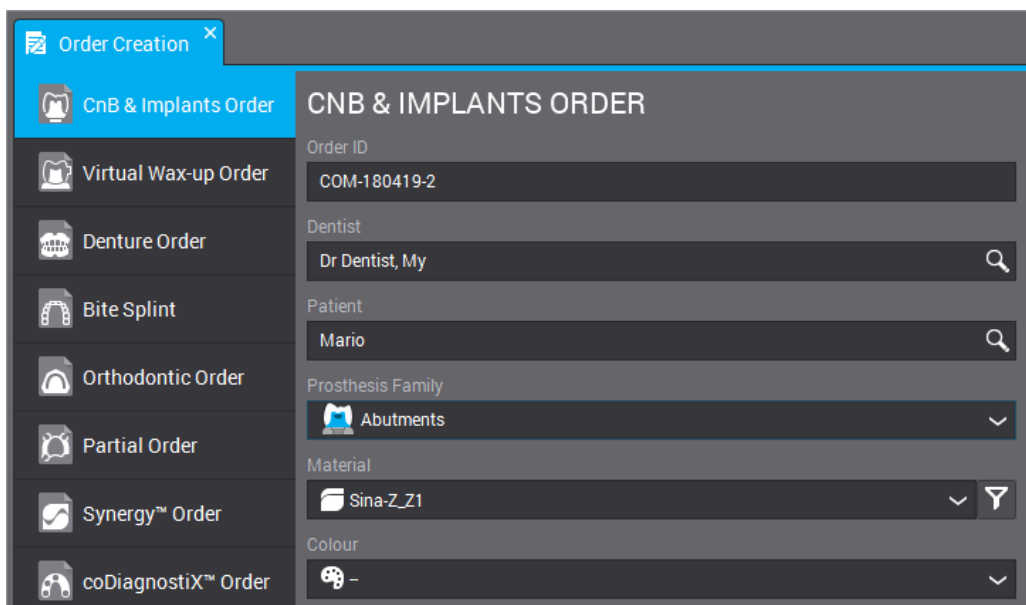 Order Creation
CnB & Implants Order
Virtual Wax-up Order
Denture Order
Bite Splint
Orthodontic Order
Partial Order
Synergy™ Order
coDiagnostiX™ Order
CNB & IMPLANTS ORDER
Order ID
COM-180419-2
Dentist
Dr Dentist, My
Patient
Mario
Prosthesis Family
Abutments
Material
Sina-Z_Z1
Colour
–